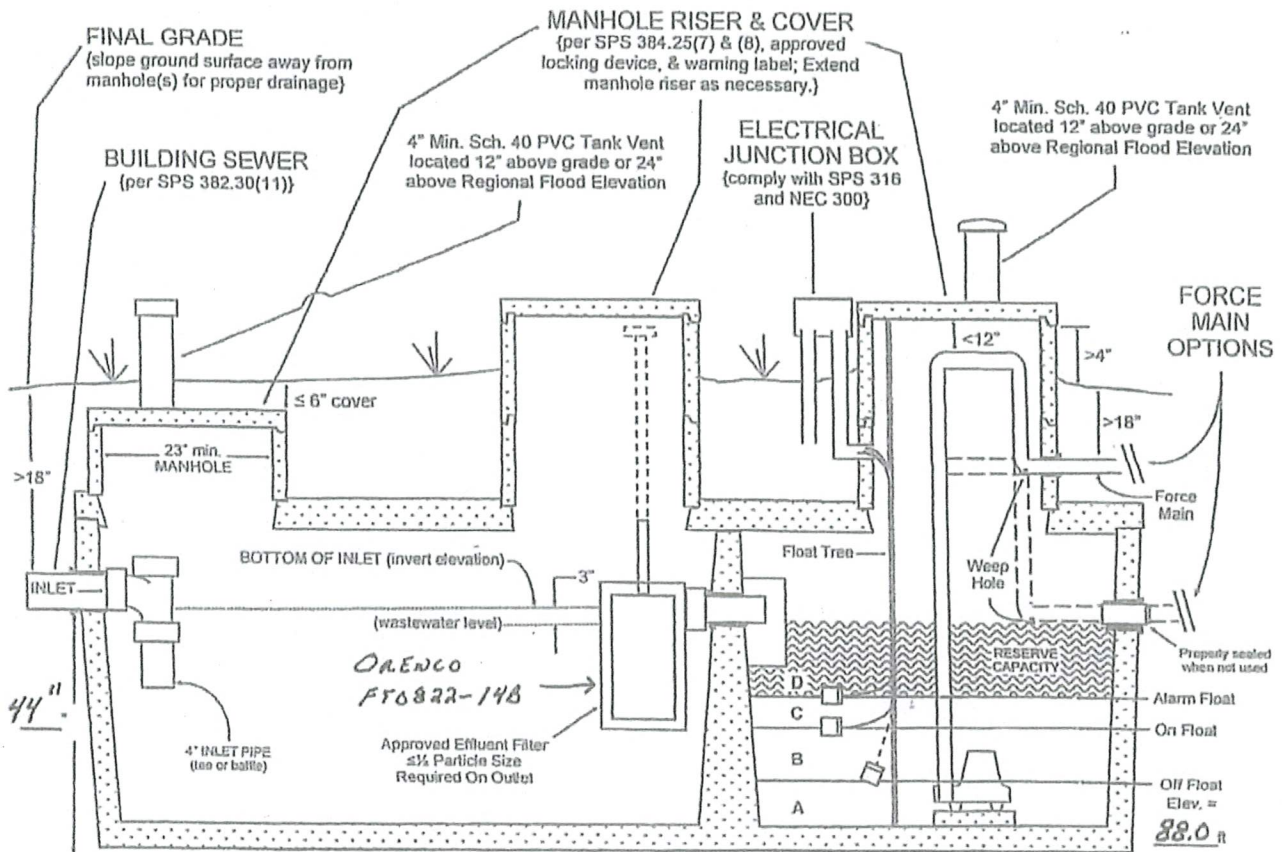 FINAL GRADE
{slope ground surface away from
manhole(s) for proper drainage}
MANHOLE RISER & COVER
{per SPS 384.25(7) & (8), approved
locking device, & warning label; Extend
manhole riser as necessary.}
BUILDING SEWER
{per SPS 382.30(11)}
4" Min. Sch. 40 PVC Tank Vent
located 12" above grade or 24"
above Regional Flood Elevation
ELECTRICAL
JUNCTION BOX
{comply with SPS 316
and NEC 300}
4" Min. Sch. 40 PVC Tank Vent
located 12" above grade or 24"
above Regional Flood Elevation
FORCE
MAIN
OPTIONS
<12"
>4"
≤ 6" cover
>18"
23" min.
MANHOLE
>18"
Force
Main
Float Tree
BOTTOM OF INLET (invert elevation)
Weep
Hole
3"
INLET
(wastewater level)
RESERVE
CAPACITY
Properly sealed
when not used
ORENCO
FT0822-14B
D
Alarm Float
C
On Float
44"
4" INLET PIPE
(tee or baffle)
Approved Effluent Filter
≤⅛ Particle Size
Required On Outlet
B
Off Float
Elev. =
A
88.0 ft